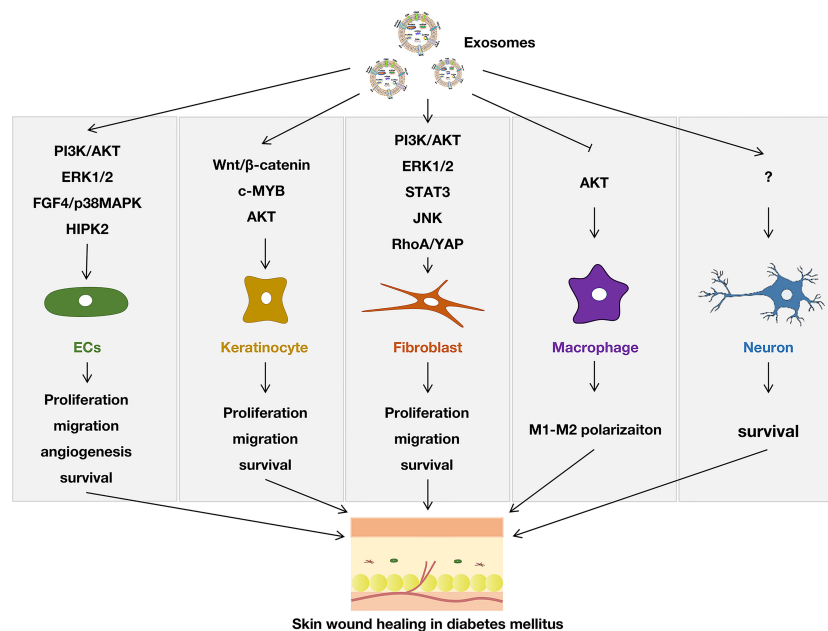 Exosomes
PI3K/AKT
ERK1/2
FGF4/p38MAPK
HIPK2
ECs
Proliferation
migration
angiogenesis
survival
Wnt/β-catenin
c-MYB
AKT
Keratinocyte
Proliferation
migration
survival
PI3K/AKT
ERK1/2
STAT3
JNK
RhoA/YAP
Fibroblast
Proliferation
migration
survival
AKT
Macrophage
M1-M2 polarizaiton
?
Neuron
survival
Skin wound healing in diabetes mellitus